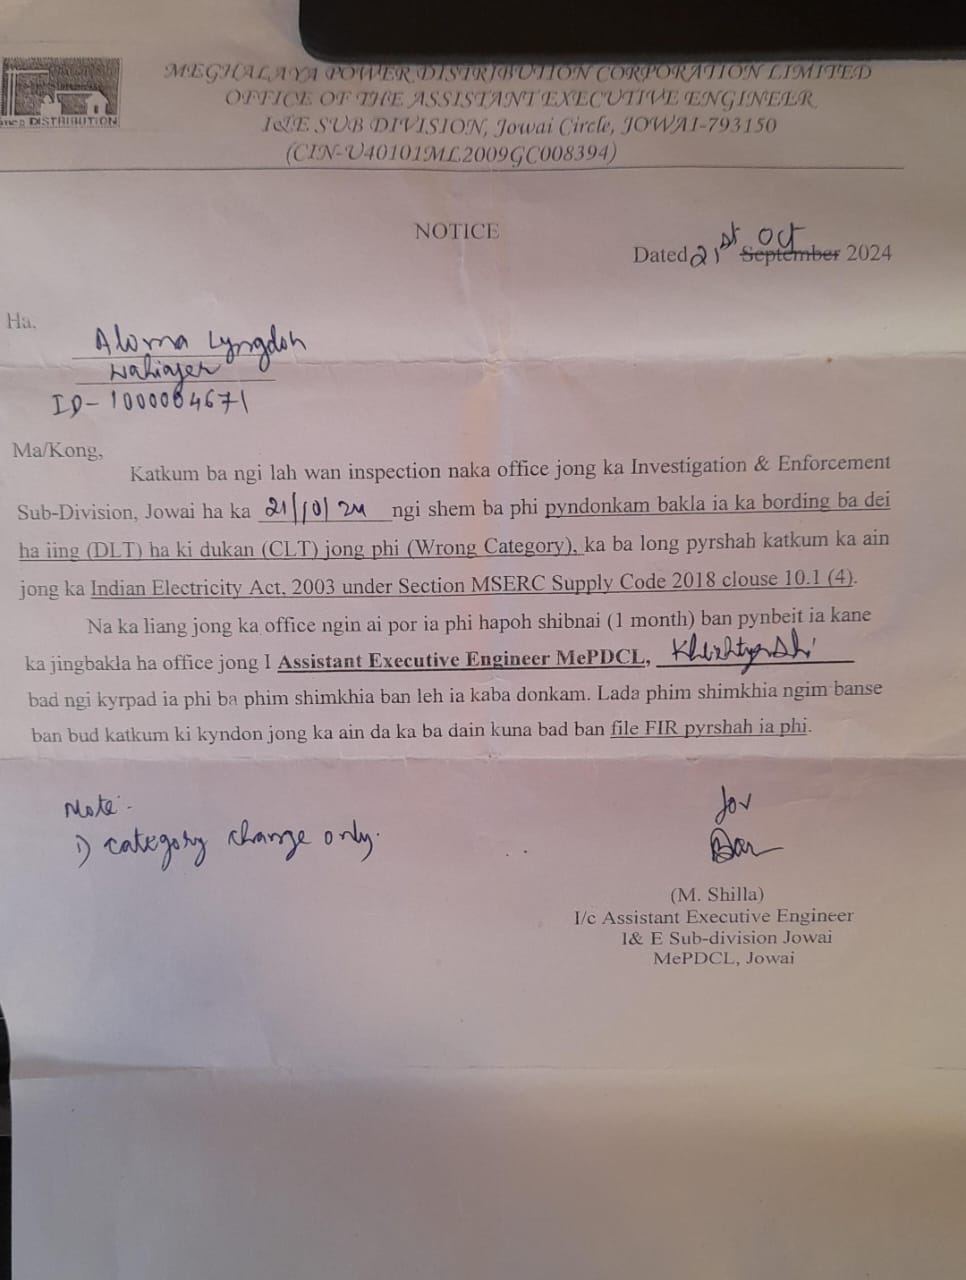 MEGHALAYA POWER DISTRIBUTION CORPORATION LIMITED
OFFICE OF THE ASSISTANT EXECUTIVE ENGINEER
I&E SUB DIVISION, Jowai Circle, JOWAI-793150
(CIN-U40101ML2009GC008394)
DISTRIBUTION
NOTICE
Dated 21st Oct September 2024
Ha,
Aloma Lyngdoh
Wahiajer
ID- 1000064671
Ma/Kong,
Katkum ba ngi lah wan inspection naka office jong ka Investigation & Enforcement
Sub-Division, Jowai ha ka 21/10/24 ngi shem ba phi pyndonkam bakla ia ka bording ba dei
ha iing (DLT) ha ki dukan (CLT) jong phi (Wrong Category), ka ba long pyrshah katkum ka ain
jong ka Indian Electricity Act, 2003 under Section MSERC Supply Code 2018 clouse 10.1 (4).
Na ka liang jong ka office ngin ai por ia phi hapoh shibnai (1 month) ban pynbeit ia kane
ka jingbakla ha office jong I Assistant Executive Engineer MePDCL,
bad ngi kyrpad ia phi ba phim shimkhia ban leh ia kaba donkam. Lada phim shimkhia ngim banse
ban bud katkum ki kyndon jong ka ain da ka ba dain kuna bad ban file FIR pyrshah ia phi.
Note:-
1) category change only.
for
(M. Shilla)
I/c Assistant Executive Engineer
I& E Sub-division Jowai
MePDCL, Jowai